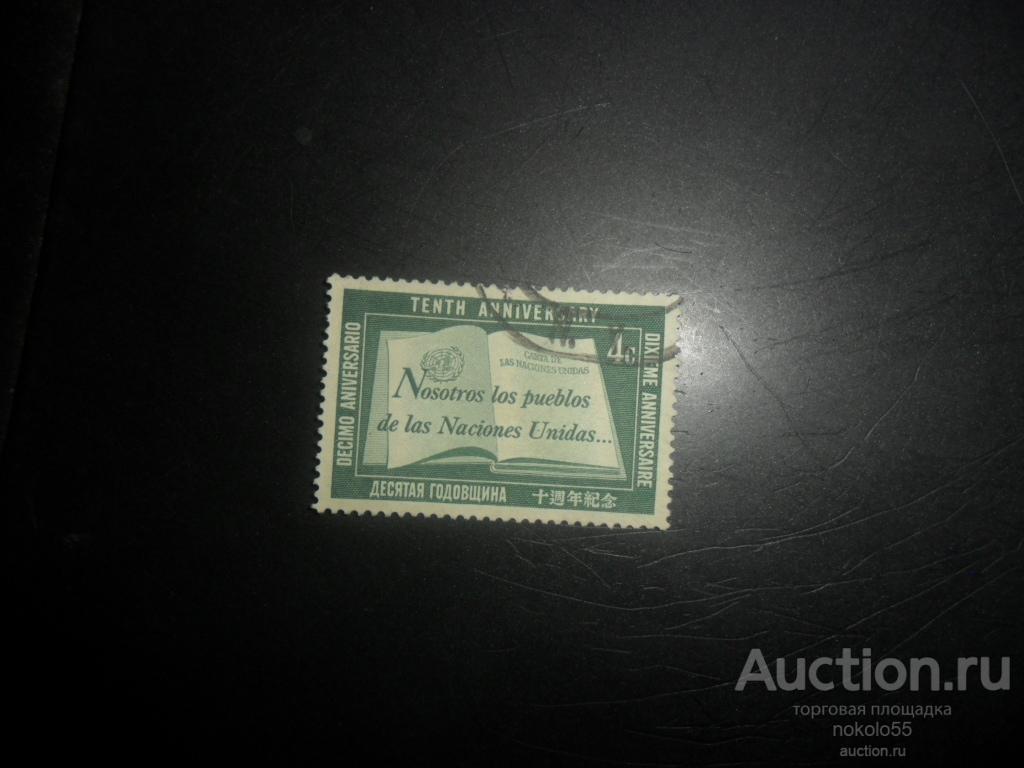 TENTH ANNIVERSARY
4c
DECIMO ANIVERSARIO
DIXIEME ANNIVERSAIRE
CARTA DE
LAS NACIONES UNIDAS
Nosotros los pueblos
de las Naciones Unidas...
ДЕСЯТАЯ ГОДОВЩИНА 十週年紀念
Auction.ru
торговая площадка
nokolo55
auction.ru